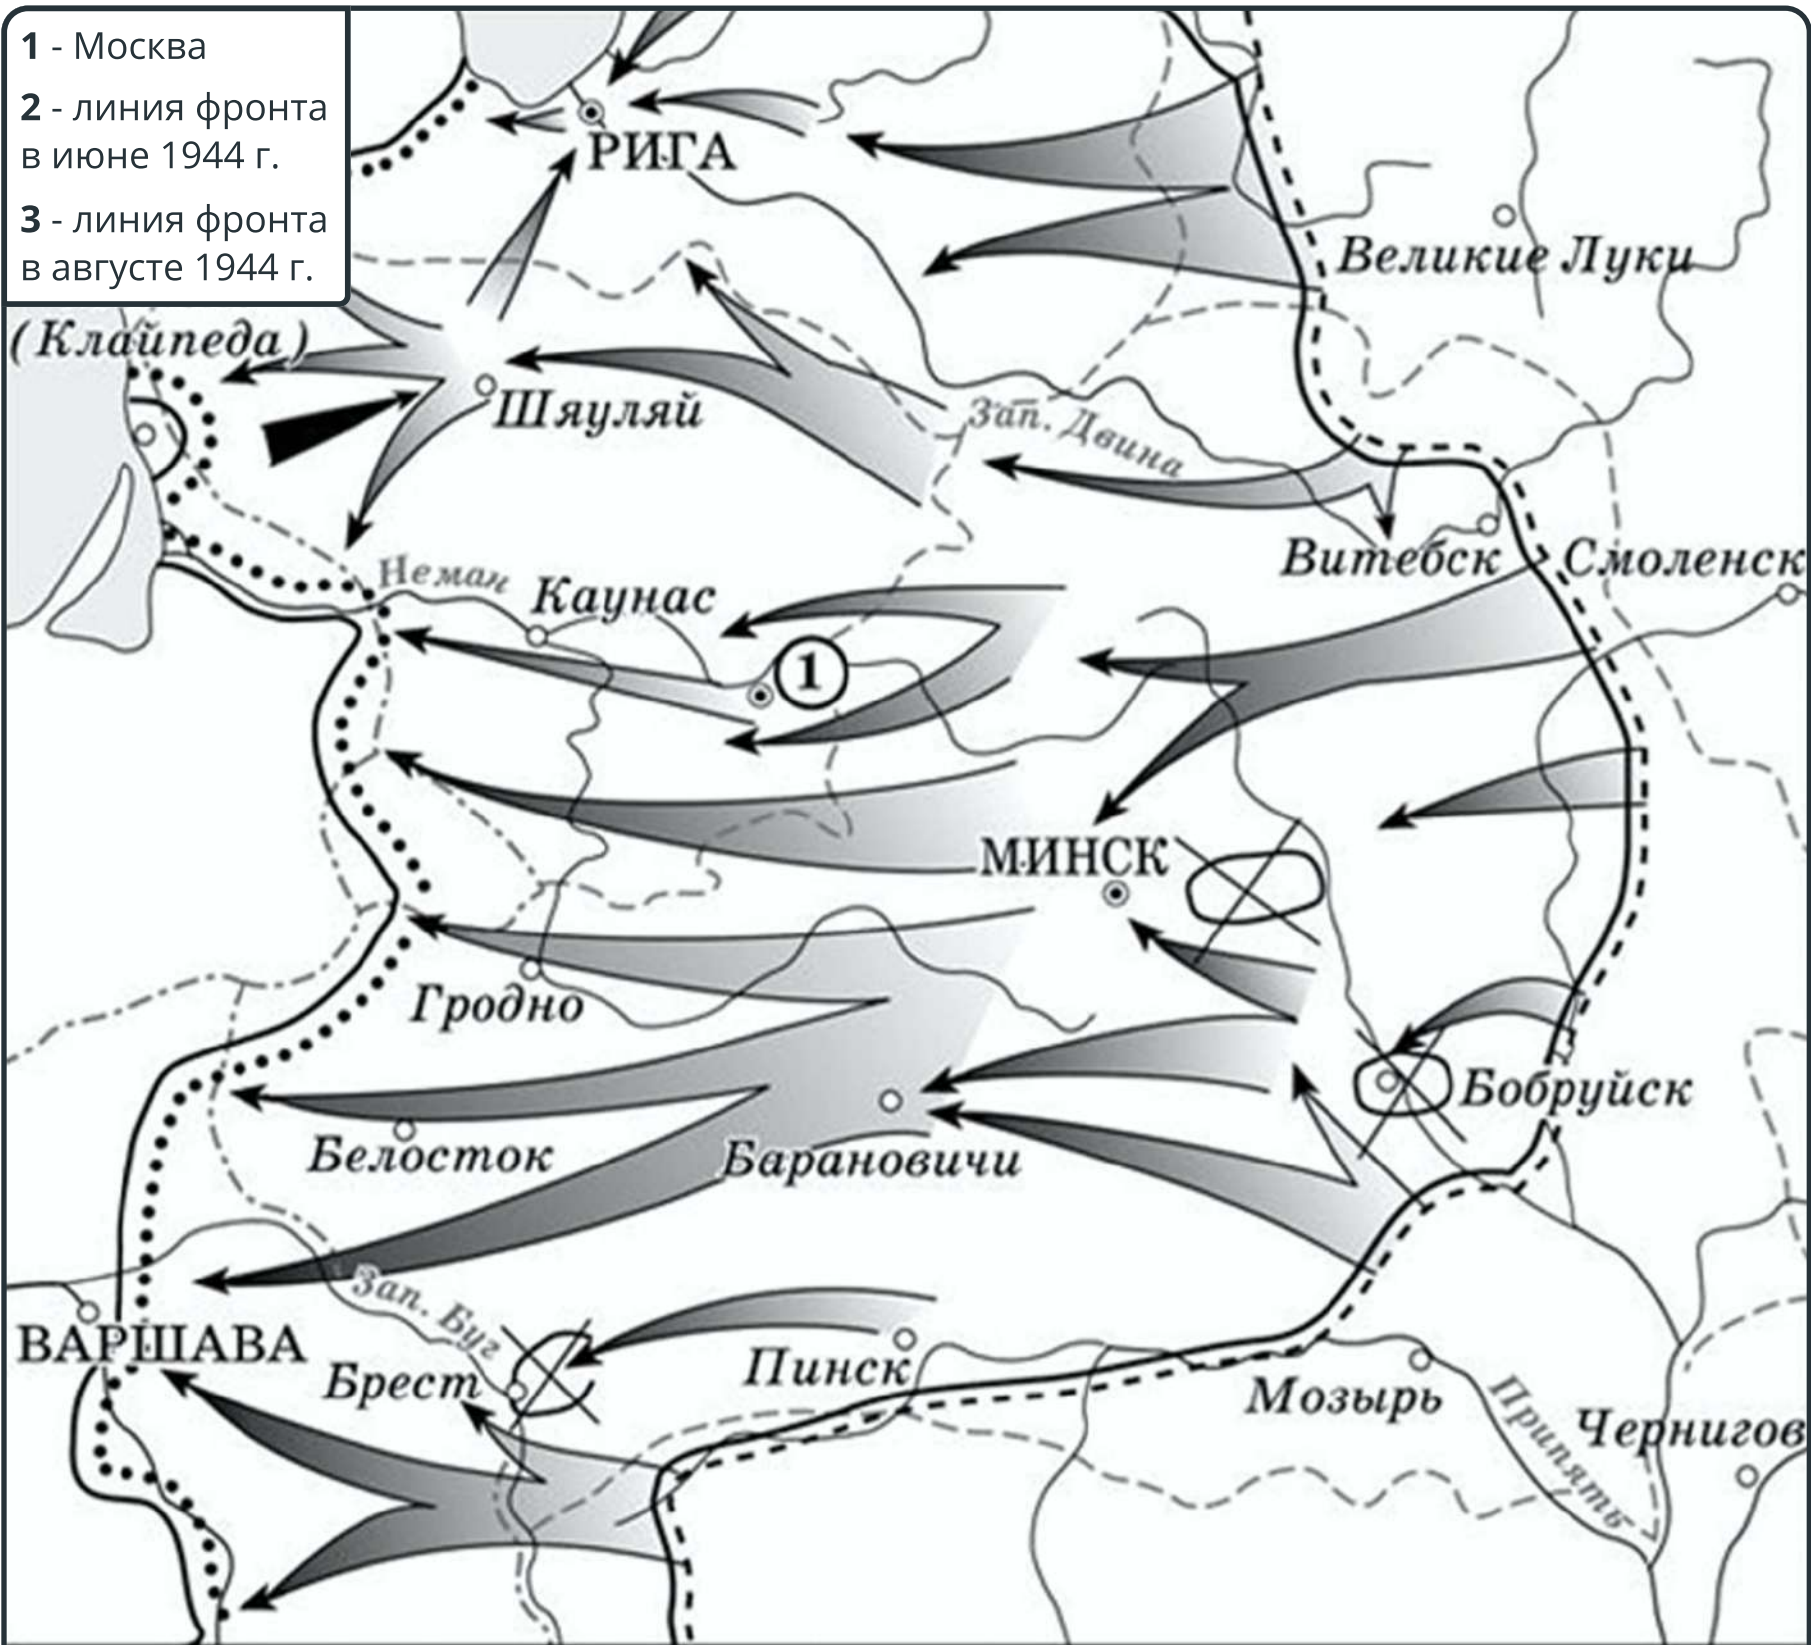 1 - Москва
2 - линия фронта
в июне 1944 г.
3 - линия фронта
в августе 1944 г.
РИГА
Великие Луки
(Клайпеда)
Шяуляй
Зап. Двина
Витебск
Смоленск
Неман
Каунас
1
МИНСК
Гродно
Бобруйск
Белосток
Барановичи
Зап. Буг
ВАРШАВА
Брест
Пинск
Мозырь
Припять
Чернигов